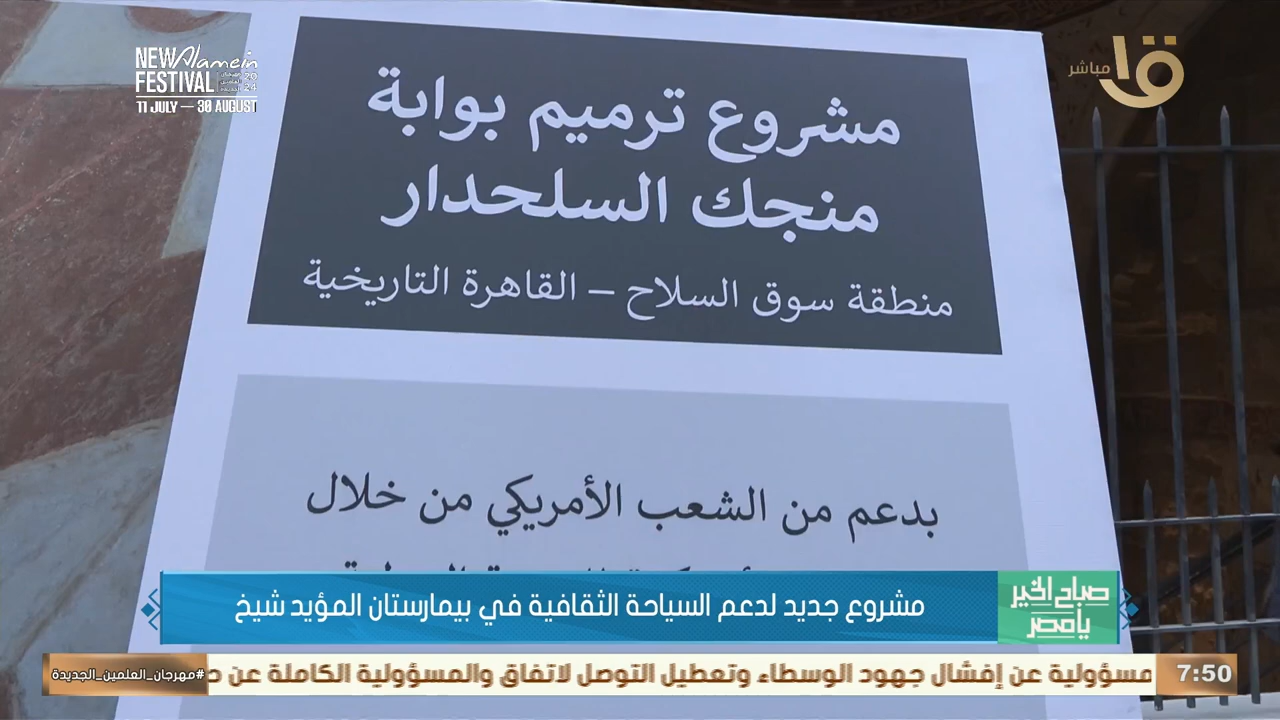 NEW Alamein
FESTIVAL
11 JULY — 30 AUGUST
مباشر
مشروع ترميم بوابة
منجك السلحدار
منطقة سوق السلاح – القاهرة التاريخية
بدعم من الشعب الأمريكي من خلال
مشروع جديد لدعم السياحة الثقافية في بيمارستان المؤيد شيخ
صباح الخير
يا مصر
مسؤولية عن إفشال جهود الوسطاء وتعطيل التوصل لاتفاق والمسؤولية الكاملة عن
#مهرجان_العلمين_الجديدة
7:50